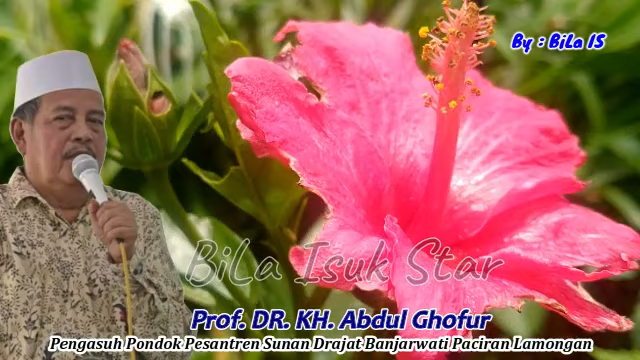 By : BiLa IS
BiLa Isuk Star
Prof. DR. KH. Abdul Ghofur
Pengasuh Pondok Pesantren Sunan Drajat Banjarwati Paciran Lamongan